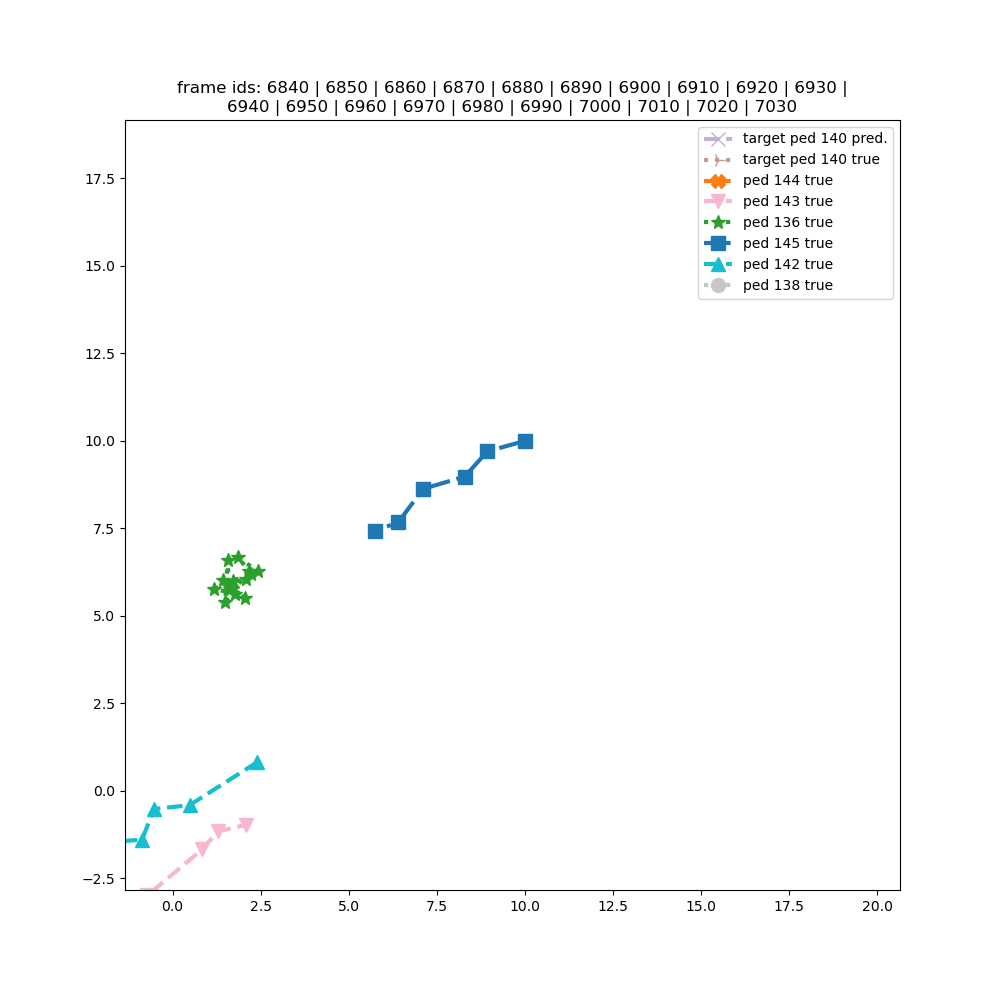 frame ids: 6840 | 6850 | 6860 | 6870 | 6880 | 6890 | 6900 | 6910 | 6920 | 6930 |
6940 | 6950 | 6960 | 6970 | 6980 | 6990 | 7000 | 7010 | 7020 | 7030
target ped 140 pred.
target ped 140 true
ped 144 true
ped 143 true
ped 136 true
ped 145 true
ped 142 true
ped 138 true
17.5
15.0
12.5
10.0
7.5
5.0
2.5
0.0
−2.5
0.0 2.5 5.0 7.5 10.0 12.5 15.0 17.5 20.0